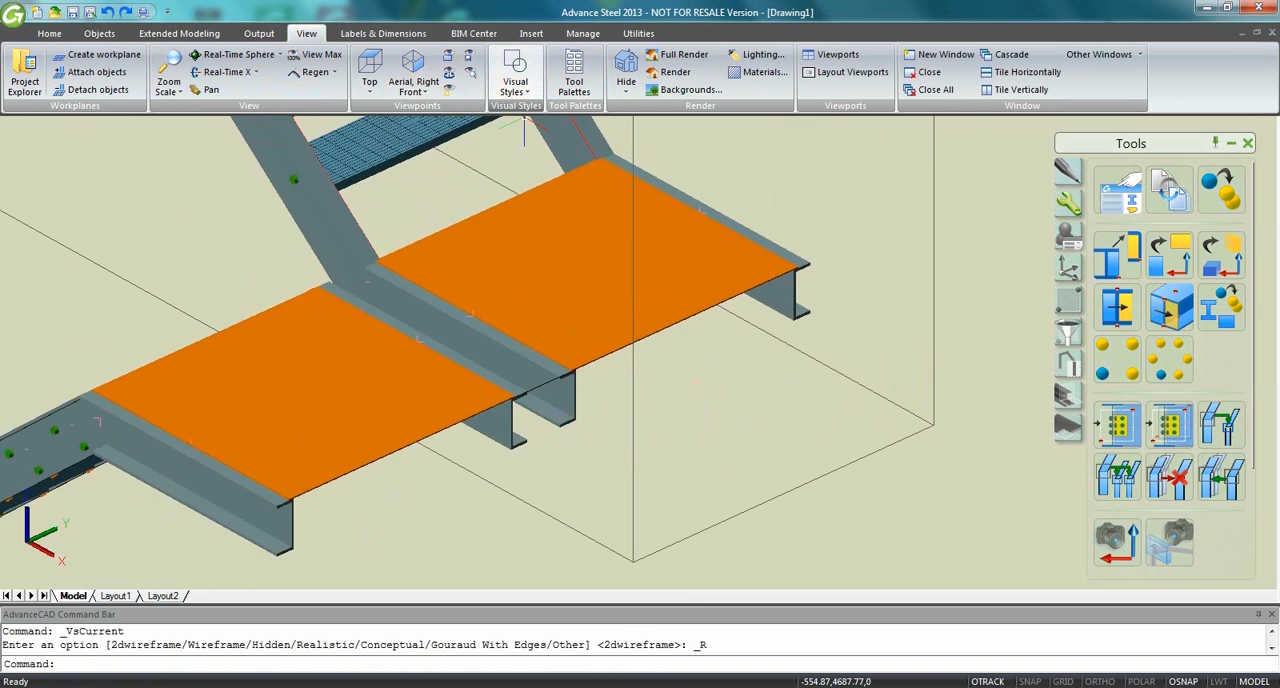 Advance Steel 2013 - NOT FOR RESALE Version - [Drawing1]
Home Objects Extended Modeling Output View Labels & Dimensions BIM Center Insert Manage Utilities
Project Explorer
Create workplane
Attach objects
Detach objects
Workplanes
Zoom Scale
Real-Time Sphere
Real-Time X
Pan
View Max
Regen
View
Top
Aerial, Right Front
Viewpoints
Visual Styles
Visual Styles
Tool Palettes
Tool Palettes
Hide
Full Render
Render
Backgrounds...
Lighting...
Materials...
Render
Viewports
Layout Viewports
Viewports
New Window
Close
Close All
Cascade
Tile Horizontally
Tile Vertically
Other Windows
Window
Tools
Y
X
Model Layout1 Layout2
AdvanceCAD Command Bar
Command: _VsCurrent
Enter an option [2dwireframe/Wireframe/Hidden/Realistic/Conceptual/Gouraud With Edges/Other] <2dwireframe>: _R
Command:
Ready -554.87,4687.77,0 OTRACK SNAP GRID ORTHO POLAR OSNAP LWT MODEL